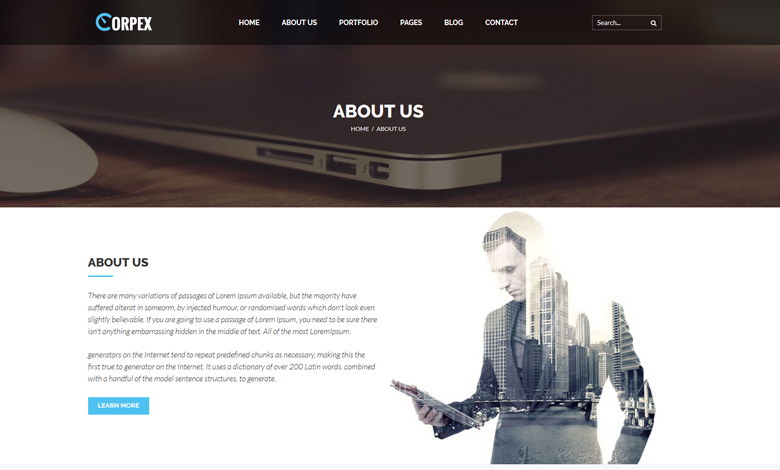 CORPEX
HOME ABOUT US PORTFOLIO PAGES BLOG CONTACT Search...
ABOUT US
HOME / ABOUT US
ABOUT US
There are many variations of passages of Lorem Ipsum available, but the majority have
suffered alterat in someorm, by injected humour, or randomised words which don't look even
slightly believable. If you are going to use a passage of Lorem Ipsum, you need to be sure there
isn't anything embarrassing hidden in the middle of text. All of the most LoremIpsum.
generators on the Internet tend to repeat predefined chunks as necessary, making this the
first true to generator on the Internet. It uses a dictionary of over 200 Latin words, combined
with a handful of the model sentence structures, to generate.
LEARN MORE